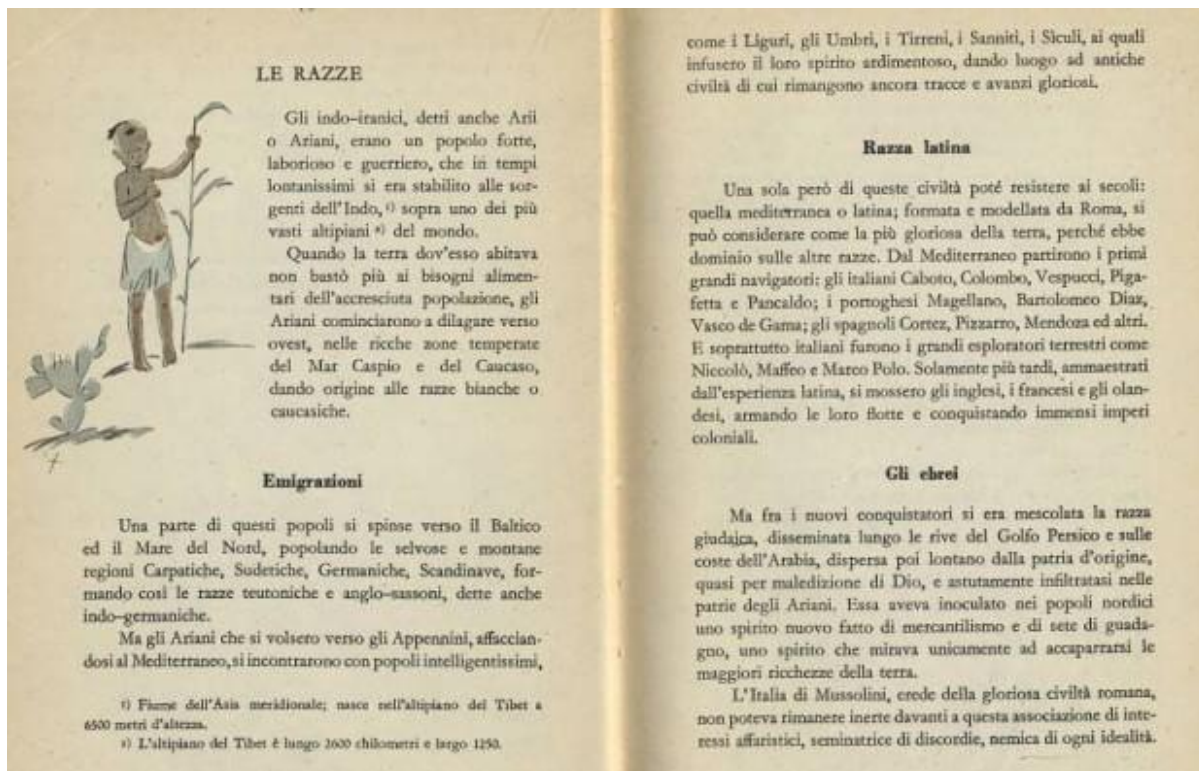 LE RAZZE
Gli indo-iranici, detti anche Arii
o Ariani, erano un popolo forte,
laborioso e guerriero, che in tempi
lontanissimi si era stabilito alle sor-
genti dell'Indo, ¹) sopra uno dei più
vasti altipiani ²) del mondo.
Quando la terra dov'esso abitava
non bastò più ai bisogni alimen-
tari dell'accresciuta popolazione, gli
Ariani cominciarono a dilagare verso
ovest, nelle ricche zone temperate
del Mar Caspio e del Caucaso,
dando origine alle razze bianche o
caucasiche.
Emigrazioni
Una parte di questi popoli si spinse verso il Baltico
ed il Mare del Nord, popolando le selvose e montane
regioni Carpatiche, Sudetiche, Germaniche, Scandinave, for-
mando così le razze teutoniche e anglo-sassoni, dette anche
indo-germaniche.
Ma gli Ariani che si volsero verso gli Appennini, affaccian-
dosi al Mediterraneo, si incontrarono con popoli intelligentissimi,
¹) Fiume dell'Asia meridionale; nasce nell'altipiano del Tibet a
6500 metri d'altezza.
²) L'altipiano del Tibet è lungo 2600 chilometri e largo 1250.
come i Liguri, gli Umbri, i Tirreni, i Sanniti, i Siculi, ai quali
infusero il loro spirito ardimentoso, dando luogo ad antiche
civiltà di cui rimangono ancora tracce e avanzi gloriosi.
Razza latina
Una sola però di queste civiltà poté resistere ai secoli:
quella mediterranea o latina; formata e modellata da Roma, si
può considerare come la più gloriosa della terra, perché ebbe
dominio sulle altre razze. Dal Mediterraneo partirono i primi
grandi navigatori: gli italiani Caboto, Colombo, Vespucci, Piga-
fetta e Pancaldo; i portoghesi Magellano, Bartolomeo Diaz,
Vasco de Gama; gli spagnoli Cortez, Pizzarro, Mendoza ed altri.
E soprattutto italiani furono i grandi esploratori terrestri come
Niccolò, Maffeo e Marco Polo. Solamente più tardi, ammaestrati
dall'esperienza latina, si mossero gli inglesi, i francesi e gli olan-
desi, armando le loro flotte e conquistando immensi imperi
coloniali.
Gli ebrei
Ma fra i nuovi conquistatori si era mescolata la razza
giudaica, disseminata lungo le rive del Golfo Persico e sulle
coste dell'Arabia, dispersa poi lontano dalla patria d'origine,
quasi per maledizione di Dio, e astutamente infiltratasi nelle
patrie degli Ariani. Essa aveva inoculato nei popoli nordici
uno spirito nuovo fatto di mercantilismo e di sete di guada-
gno, uno spirito che mirava unicamente ad accaparrarsi le
maggiori ricchezze della terra.
L'Italia di Mussolini, erede della gloriosa civiltà romana,
non poteva rimanere inerte davanti a questa associazione di inte-
ressi affaristici, seminatrice di discordie, nemica di ogni idealità.